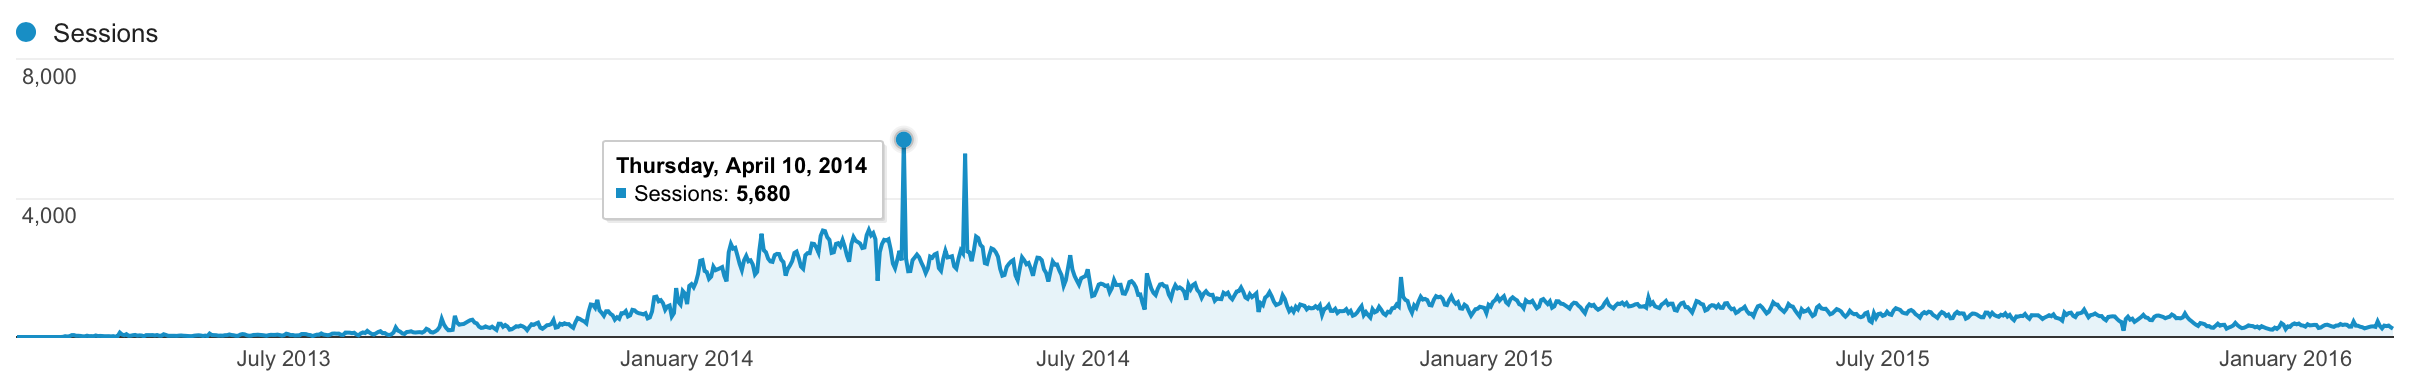 Sessions
8,000
Thursday, April 10, 2014
Sessions: 5,680
4,000
July 2013
January 2014
July 2014
January 2015
July 2015
January 2016